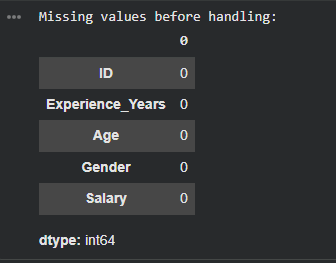 Missing values before handling:
0
ID 0
Experience_Years 0
Age 0
Gender 0
Salary 0
dtype: int64